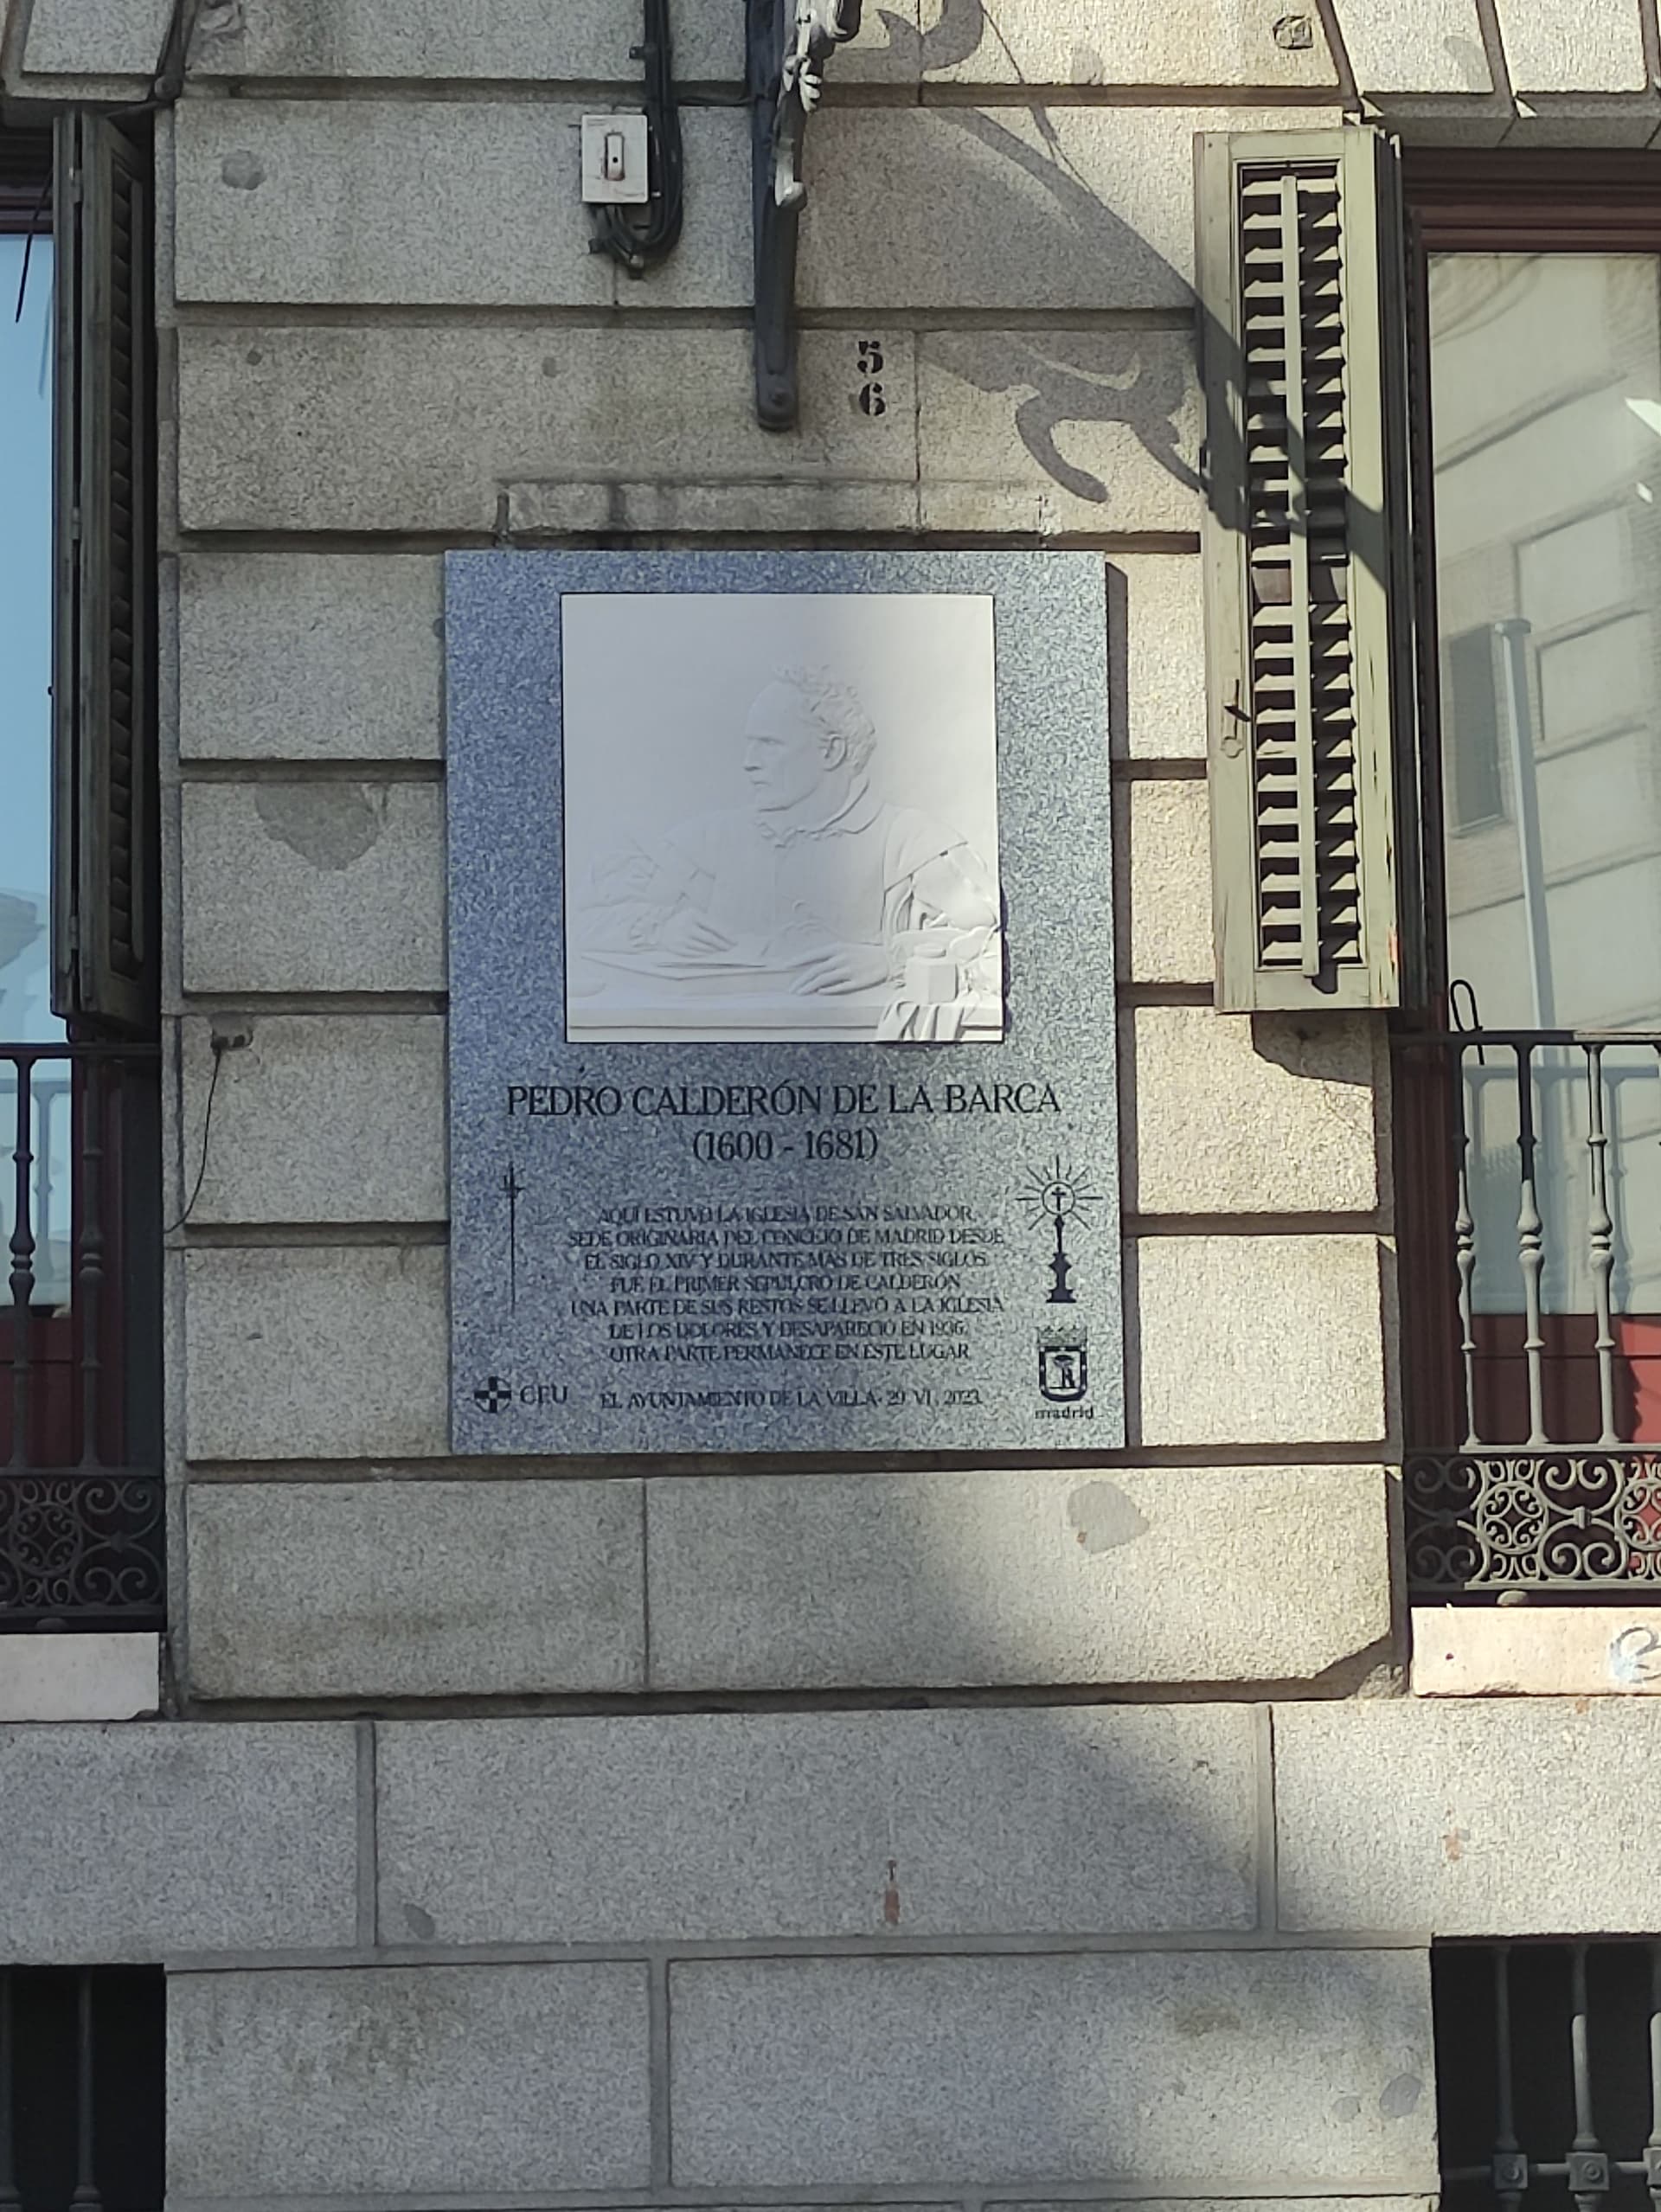 5
6
PEDRO CALDERÓN DE LA BARCA
(1600 - 1681)
AQUÍ ESTUVO LA IGLESIA DE SAN SALVADOR,
SEDE ORIGINARIA DEL CONCEJO DE MADRID DESDE
EL SIGLO XIV Y DURANTE MÁS DE TRES SIGLOS.
FUE EL PRIMER SEPULCRO DE CALDERÓN.
UNA PARTE DE SUS RESTOS SE LLEVÓ A LA IGLESIA
DE LOS DOLORES Y DESAPARECIÓ EN 1936.
OTRA PARTE PERMANECE EN ESTE LUGAR
CEU
EL AYUNTAMIENTO DE LA VILLA· 29 VI . 2023.
madrid